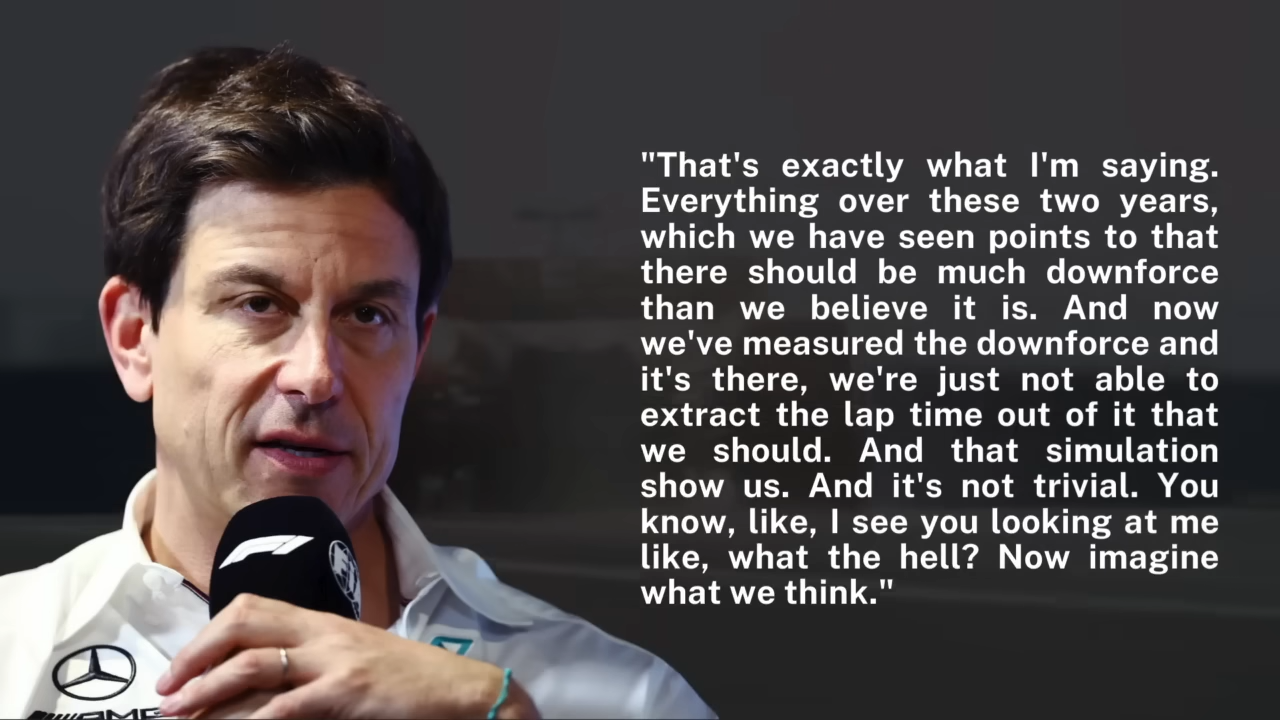 "That's exactly what I'm saying.
Everything over these two years,
which we have seen points to that
there should be much downforce
than we believe it is. And now
we've measured the downforce and
it's there, we're just not able to
extract the lap time out of it that
we should. And that simulation
show us. And it's not trivial. You
know, like, I see you looking at me
like, what the hell? Now imagine
what we think."
F1
AMG